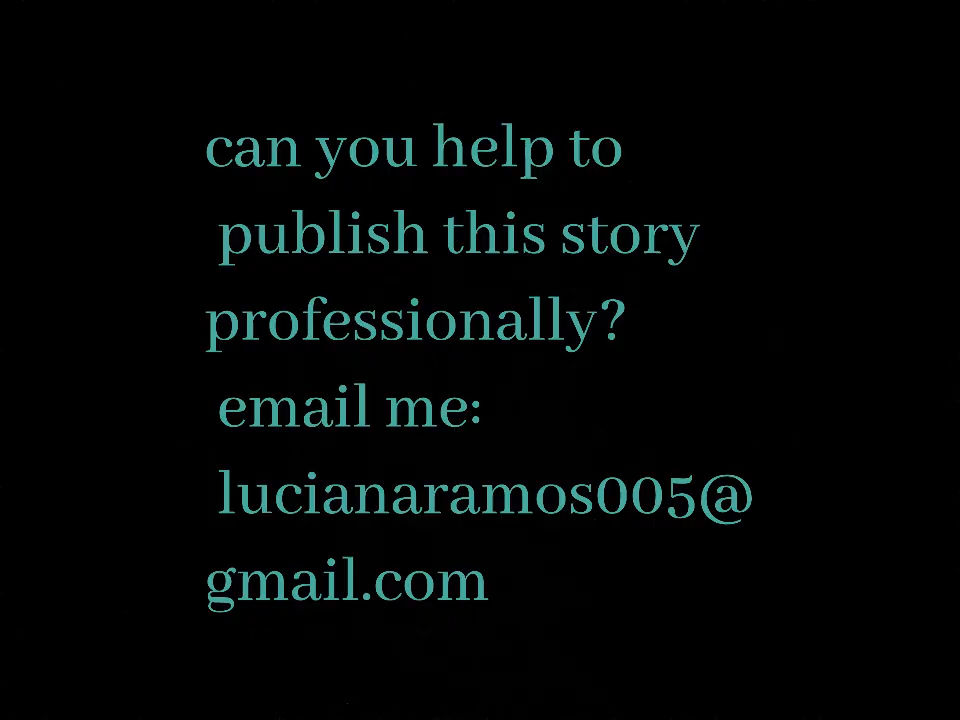 can you help to
publish this story
professionally?
email me:
lucianaramos005@
gmail.com